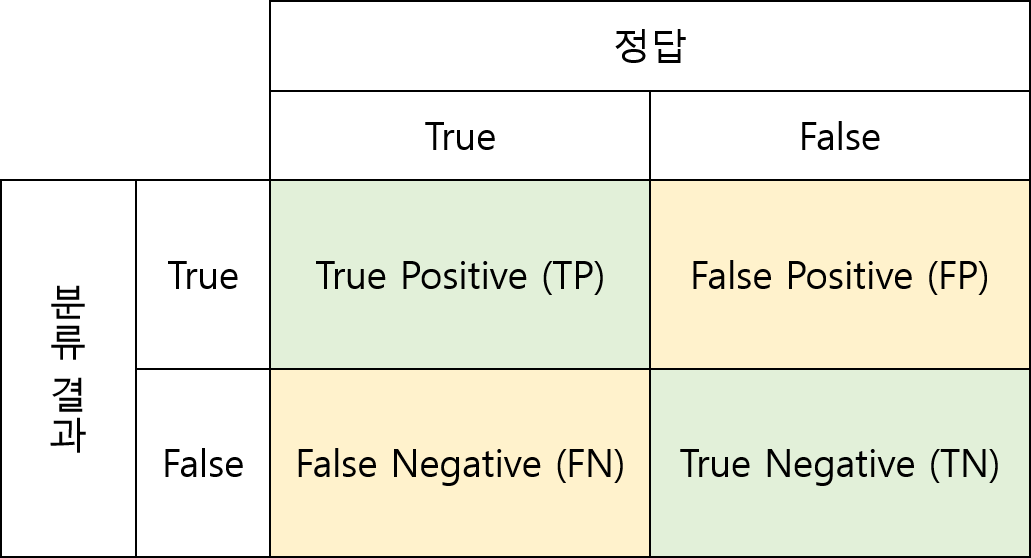 정답
True False
True True Positive (TP) False Positive (FP)
분류 결과
False False Negative (FN) True Negative (TN)